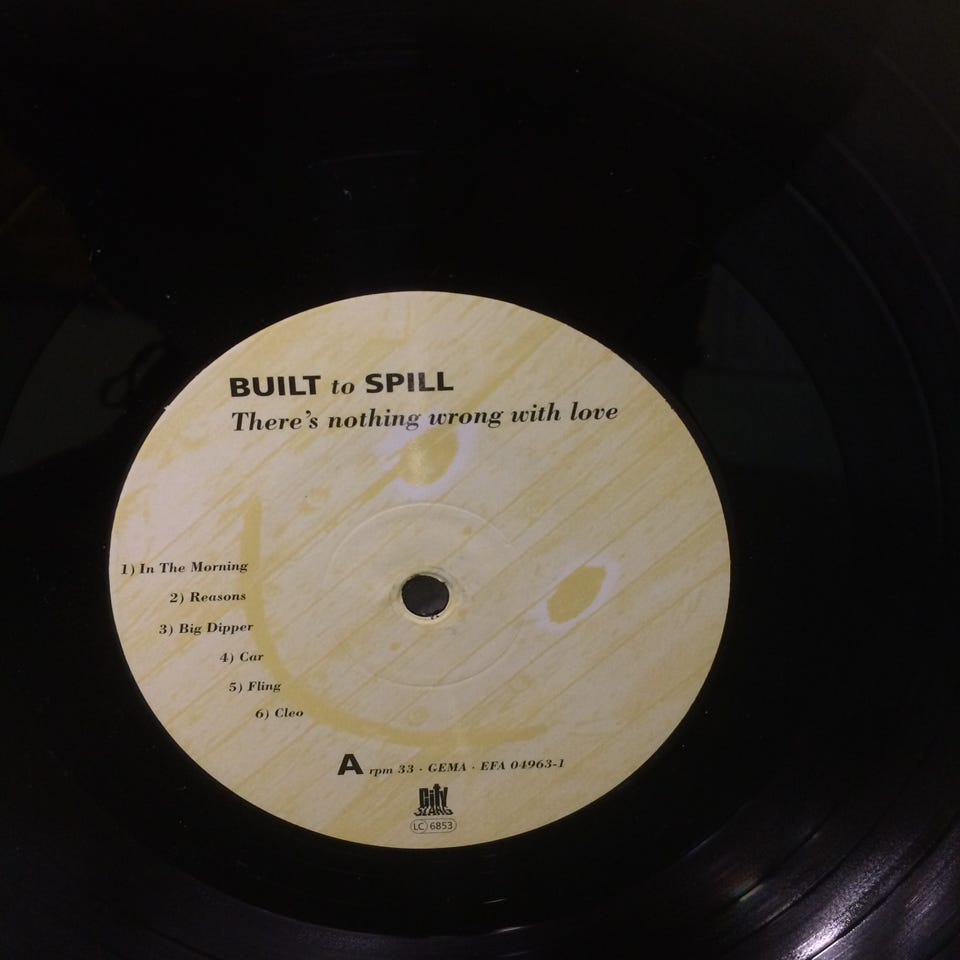 BUILT to SPILL
There's nothing wrong with love
1) In The Morning
2) Reasons
3) Big Dipper
4) Car
5) Fling
6) Cleo
A rpm 33 · GEMA · EFA 04963-1
City
SLANG
LC 6853